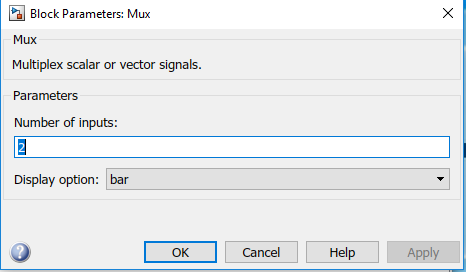 Block Parameters: Mux
Mux
Multiplex scalar or vector signals.
Parameters
Number of inputs:
2
Display option: bar
OK Cancel Help Apply